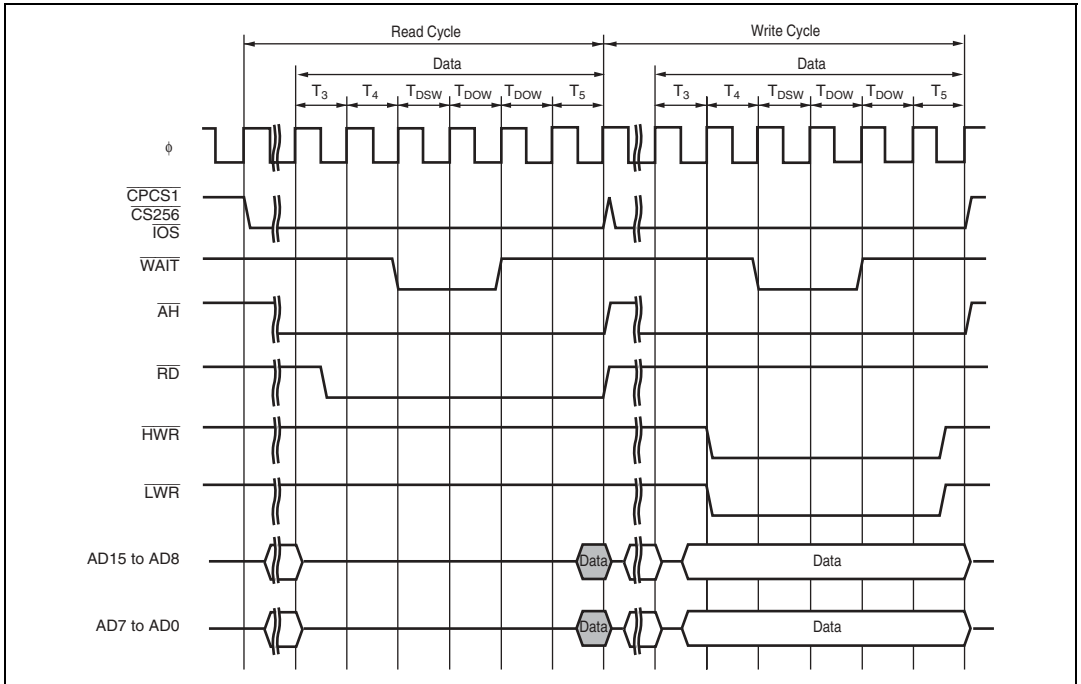 Read Cycle Write Cycle
Data Data
T3 T4 TDSW TDOW TDOW T5 T3 T4 TDSW TDOW TDOW T5
ϕ
CPCS1
CS256
IOS
WAIT
AH
RD
HWR
LWR
AD15 to AD8 Data Data
AD7 to AD0 Data Data